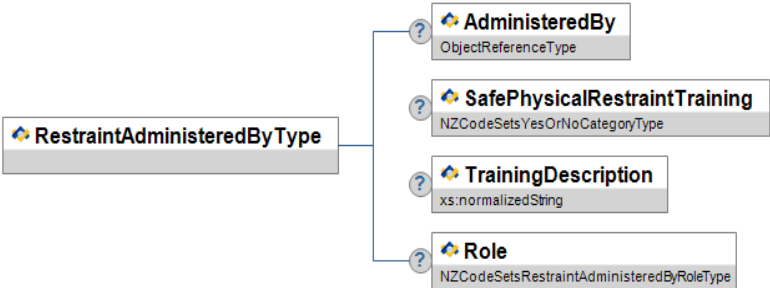 ?
AdministeredBy
ObjectReferenceType
?
SafePhysicalRestraintTraining
NZCodeSetsYesOrNoCategoryType
RestraintAdministeredByType
?
TrainingDescription
xs:normalizedString
?
Role
NZCodeSetsRestraintAdministeredByRoleType